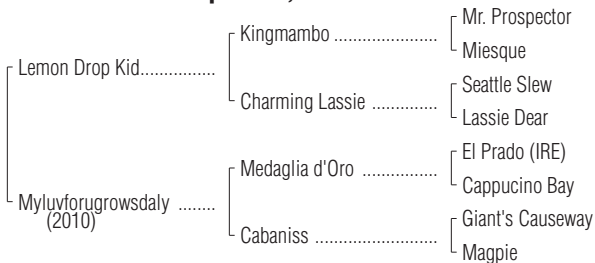 Mr. Prospector
Kingmambo ....................
Miesque
Lemon Drop Kid...............
Seattle Slew
Charming Lassie .............
Lassie Dear
El Prado (IRE)
Medaglia d'Oro ...............
Cappucino Bay
Myluvforugrowsdaly .......
(2010)
Giant's Causeway
Cabaniss ........................
Magpie